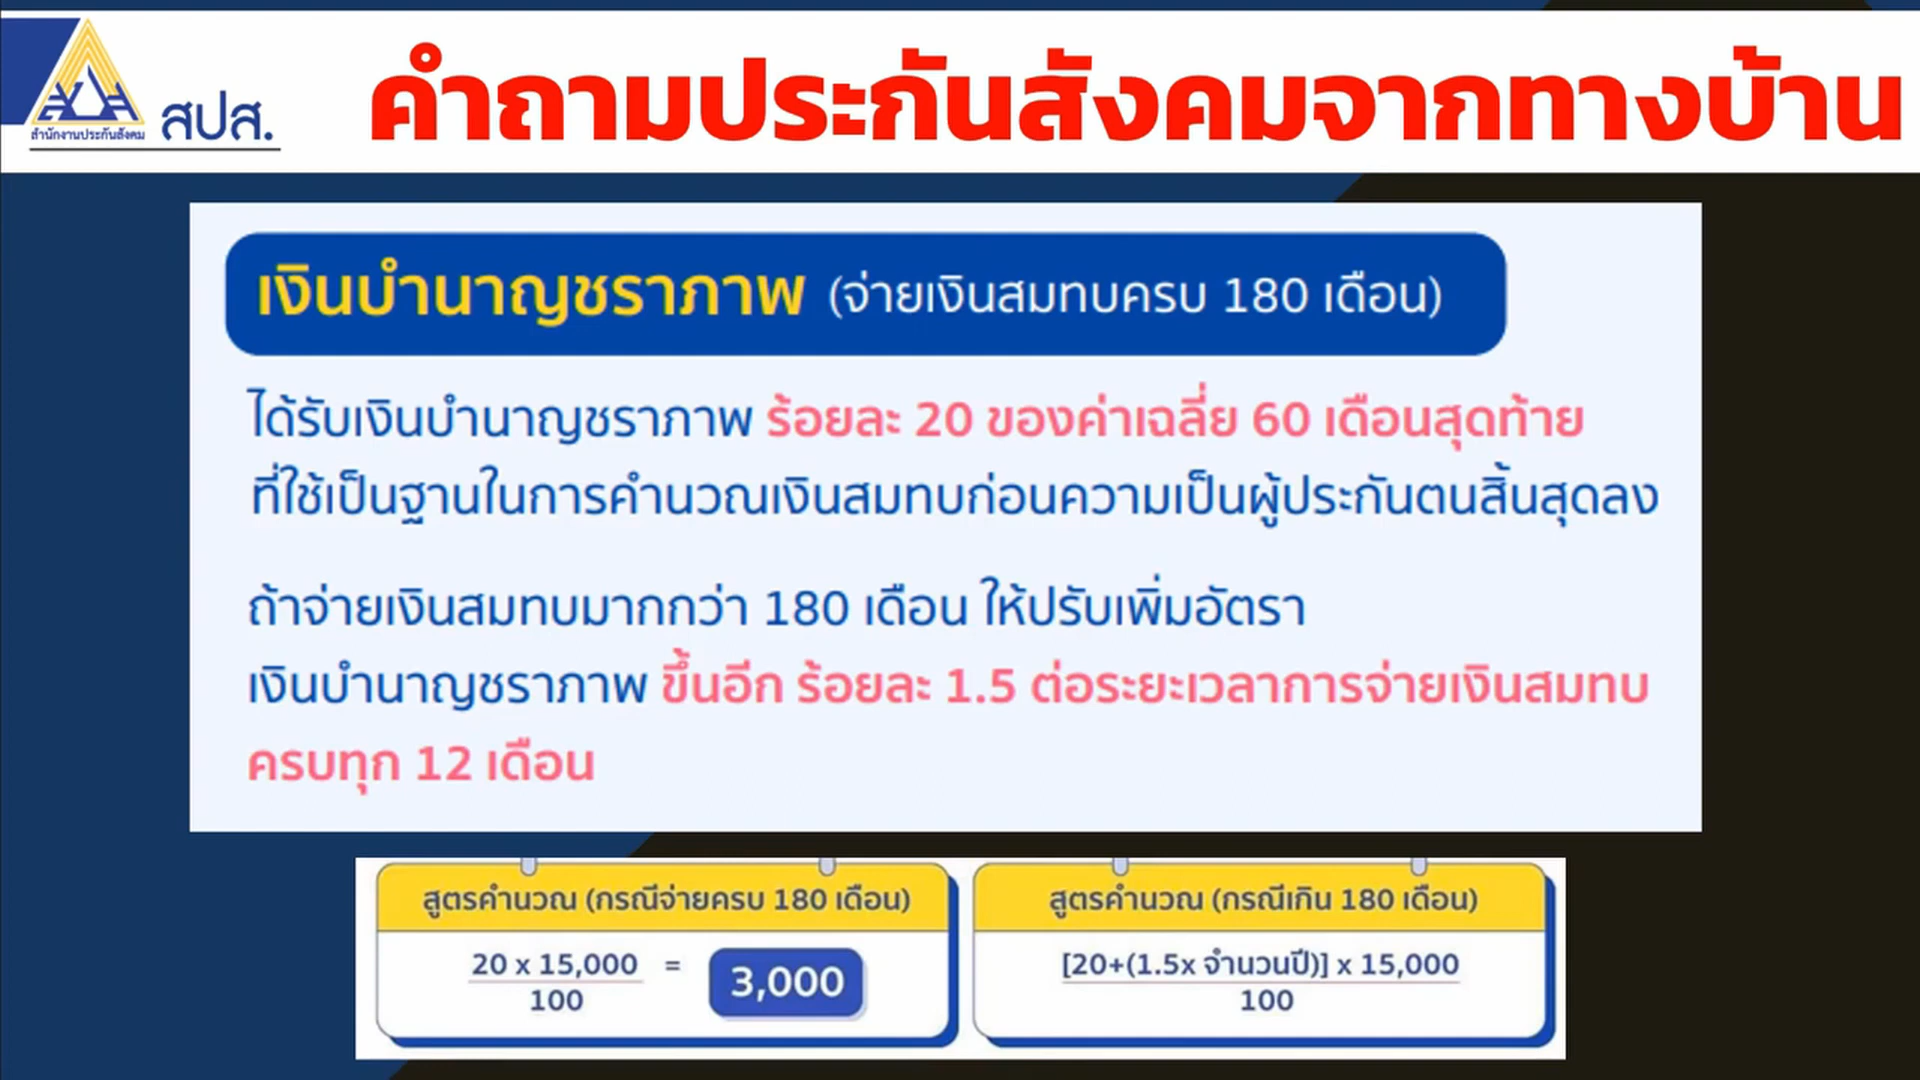 สำนักงานประกันสังคม
สปส.
คำถามประกันสังคมจากทางบ้าน
เงินบำนาญชราภาพ (จ่ายเงินสมทบครบ 180 เดือน)
ได้รับเงินบำนาญชราภาพ ร้อยละ 20 ของค่าเฉลี่ย 60 เดือนสุดท้าย
ที่ใช้เป็นฐานในการคำนวณเงินสมทบก่อนความเป็นผู้ประกันตนสิ้นสุดลง
ถ้าจ่ายเงินสมทบมากกว่า 180 เดือน ให้ปรับเพิ่มอัตรา
เงินบำนาญชราภาพ ขึ้นอีก ร้อยละ 1.5 ต่อระยะเวลาการจ่ายเงินสมทบ
ครบทุก 12 เดือน
สูตรคำนวณ (กรณีจ่ายครบ 180 เดือน)
20 x 15,000 = 3,000
100
สูตรคำนวณ (กรณีเกิน 180 เดือน)
[20+(1.5x จำนวนปี)] x 15,000
100